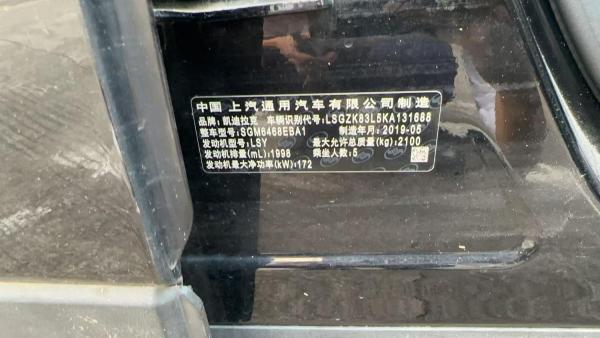 中国 上汽通用汽车有限公司制造
品牌：凯迪拉克 车辆识别代号：LSGZK83L5KA131688
整车型号：SGM6468EBA1 制造年月：2019-05
发动机型号：LSY 最大允许总质量(kg)：2100
发动机排量(mL)：1998 乘坐人数：5
发动机最大净功率(kW)：172